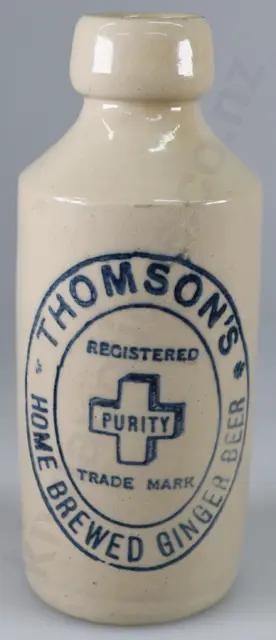 THOMSON'S
REGISTERED
PURITY
TRADE MARK
HOME BREWED GINGER BEER